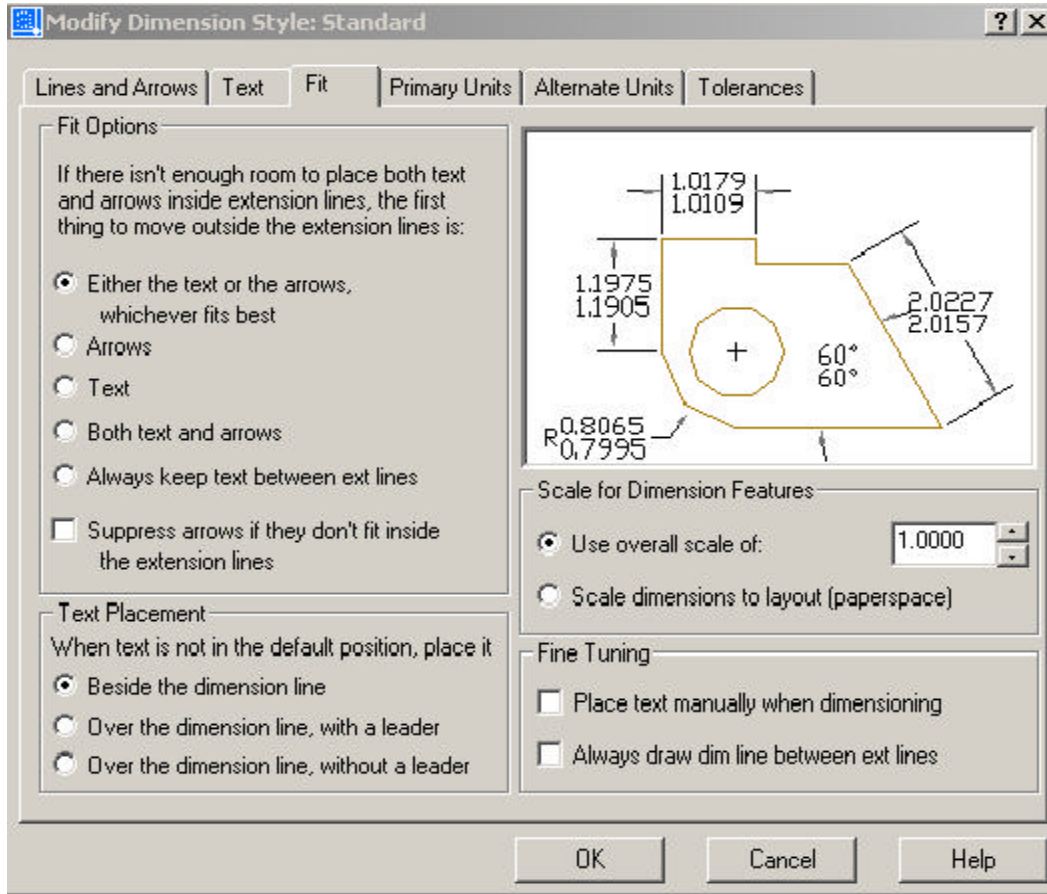 Modify Dimension Style: Standard
Lines and Arrows
Text
Fit
Primary Units
Alternate Units
Tolerances
Fit Options
If there isn't enough room to place both text
and arrows inside extension lines, the first
thing to move outside the extension lines is:
Either the text or the arrows,
whichever fits best
Arrows
Text
Both text and arrows
Always keep text between ext lines
Suppress arrows if they don't fit inside
the extension lines
Text Placement
When text is not in the default position, place it
Beside the dimension line
Over the dimension line, with a leader
Over the dimension line, without a leader
1.0179
1.0109
1.1975
1.1905
2.0227
2.0157
60°
60°
R0.8065
0.7995
Scale for Dimension Features
Use overall scale of:
1.0000
Scale dimensions to layout (paperspace)
Fine Tuning
Place text manually when dimensioning
Always draw dim line between ext lines
OK
Cancel
Help